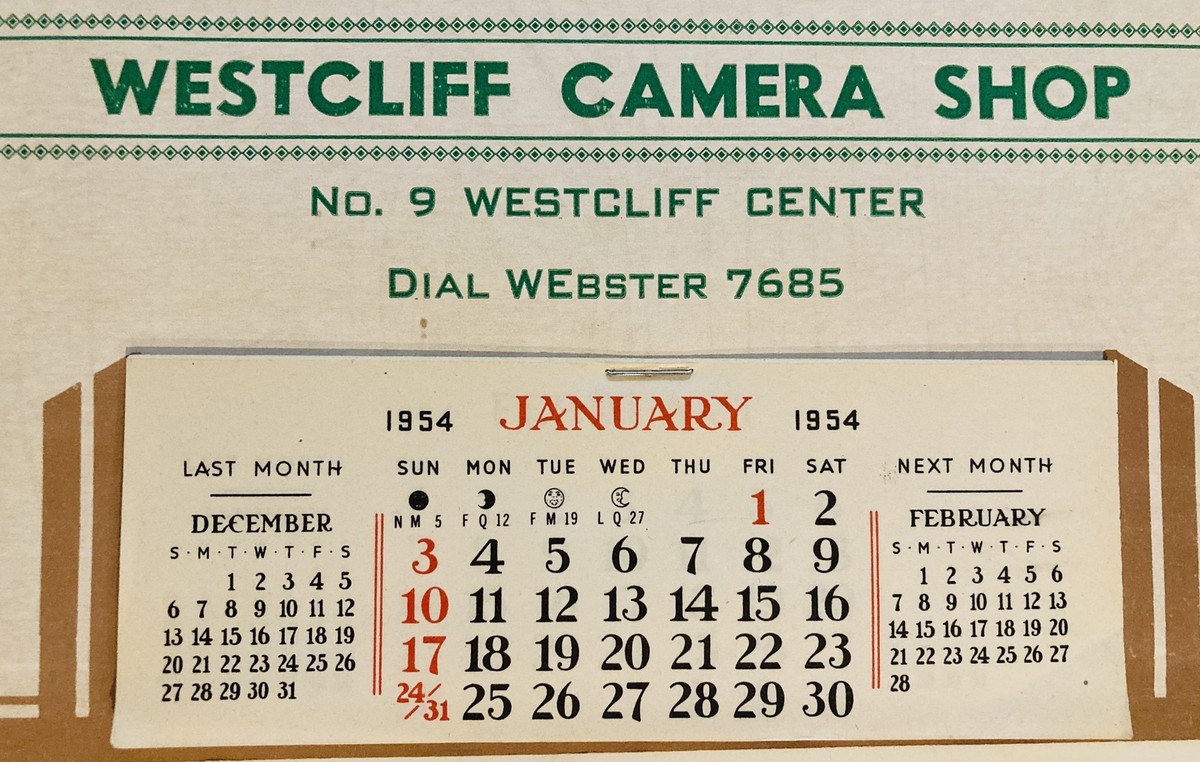 WESTCLIFF CAMERA SHOP
No. 9 WESTCLIFF CENTER
DIAL WEBSTER 7685
1954 JANUARY 1954
LAST MONTH
DECEMBER
S·M·T·W·T·F·S
1 2 3 4 5
6 7 8 9 10 11 12
13 14 15 16 17 18 19
20 21 22 23 24 25 26
27 28 29 30 31
SUN MON TUE WED THU FRI SAT
NM 5 FQ 12 FM 19 LQ 27 1 2
3 4 5 6 7 8 9
10 11 12 13 14 15 16
17 18 19 20 21 22 23
24/31 25 26 27 28 29 30
NEXT MONTH
FEBRUARY
S·M·T·W·T·F·S
1 2 3 4 5 6
7 8 9 10 11 12 13
14 15 16 17 18 19 20
21 22 23 24 25 26 27
28